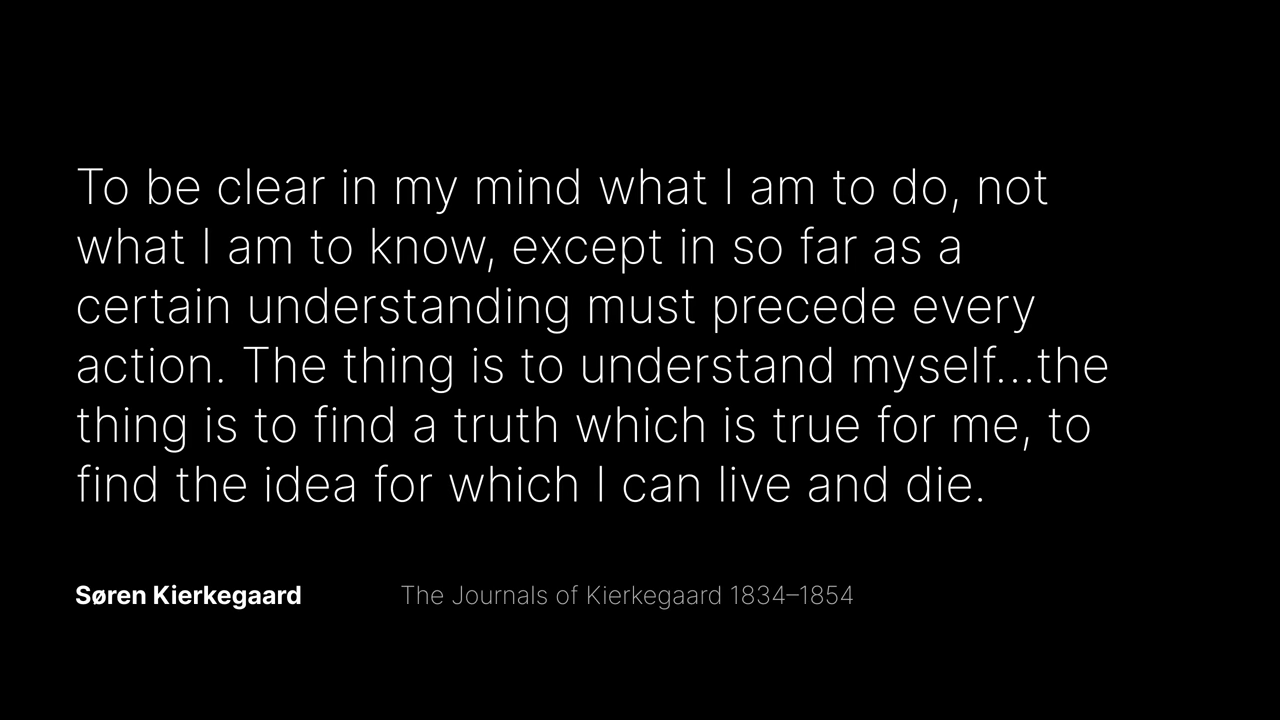 To be clear in my mind what I am to do, not
what I am to know, except in so far as a
certain understanding must precede every
action. The thing is to understand myself...the
thing is to find a truth which is true for me, to
find the idea for which I can live and die.
Søren Kierkegaard The Journals of Kierkegaard 1834–1854